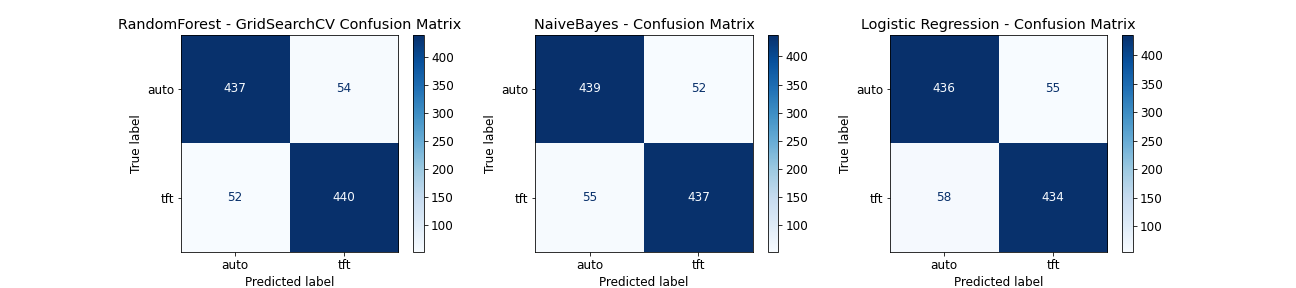 RandomForest - GridSearchCV Confusion Matrix
auto
tft
True label
437
54
52
440
auto
tft
Predicted label
400
350
300
250
200
150
100
NaiveBayes - Confusion Matrix
auto
tft
True label
439
52
55
437
auto
tft
Predicted label
400
350
300
250
200
150
100
Logistic Regression - Confusion Matrix
auto
tft
True label
436
55
58
434
auto
tft
Predicted label
400
350
300
250
200
150
100